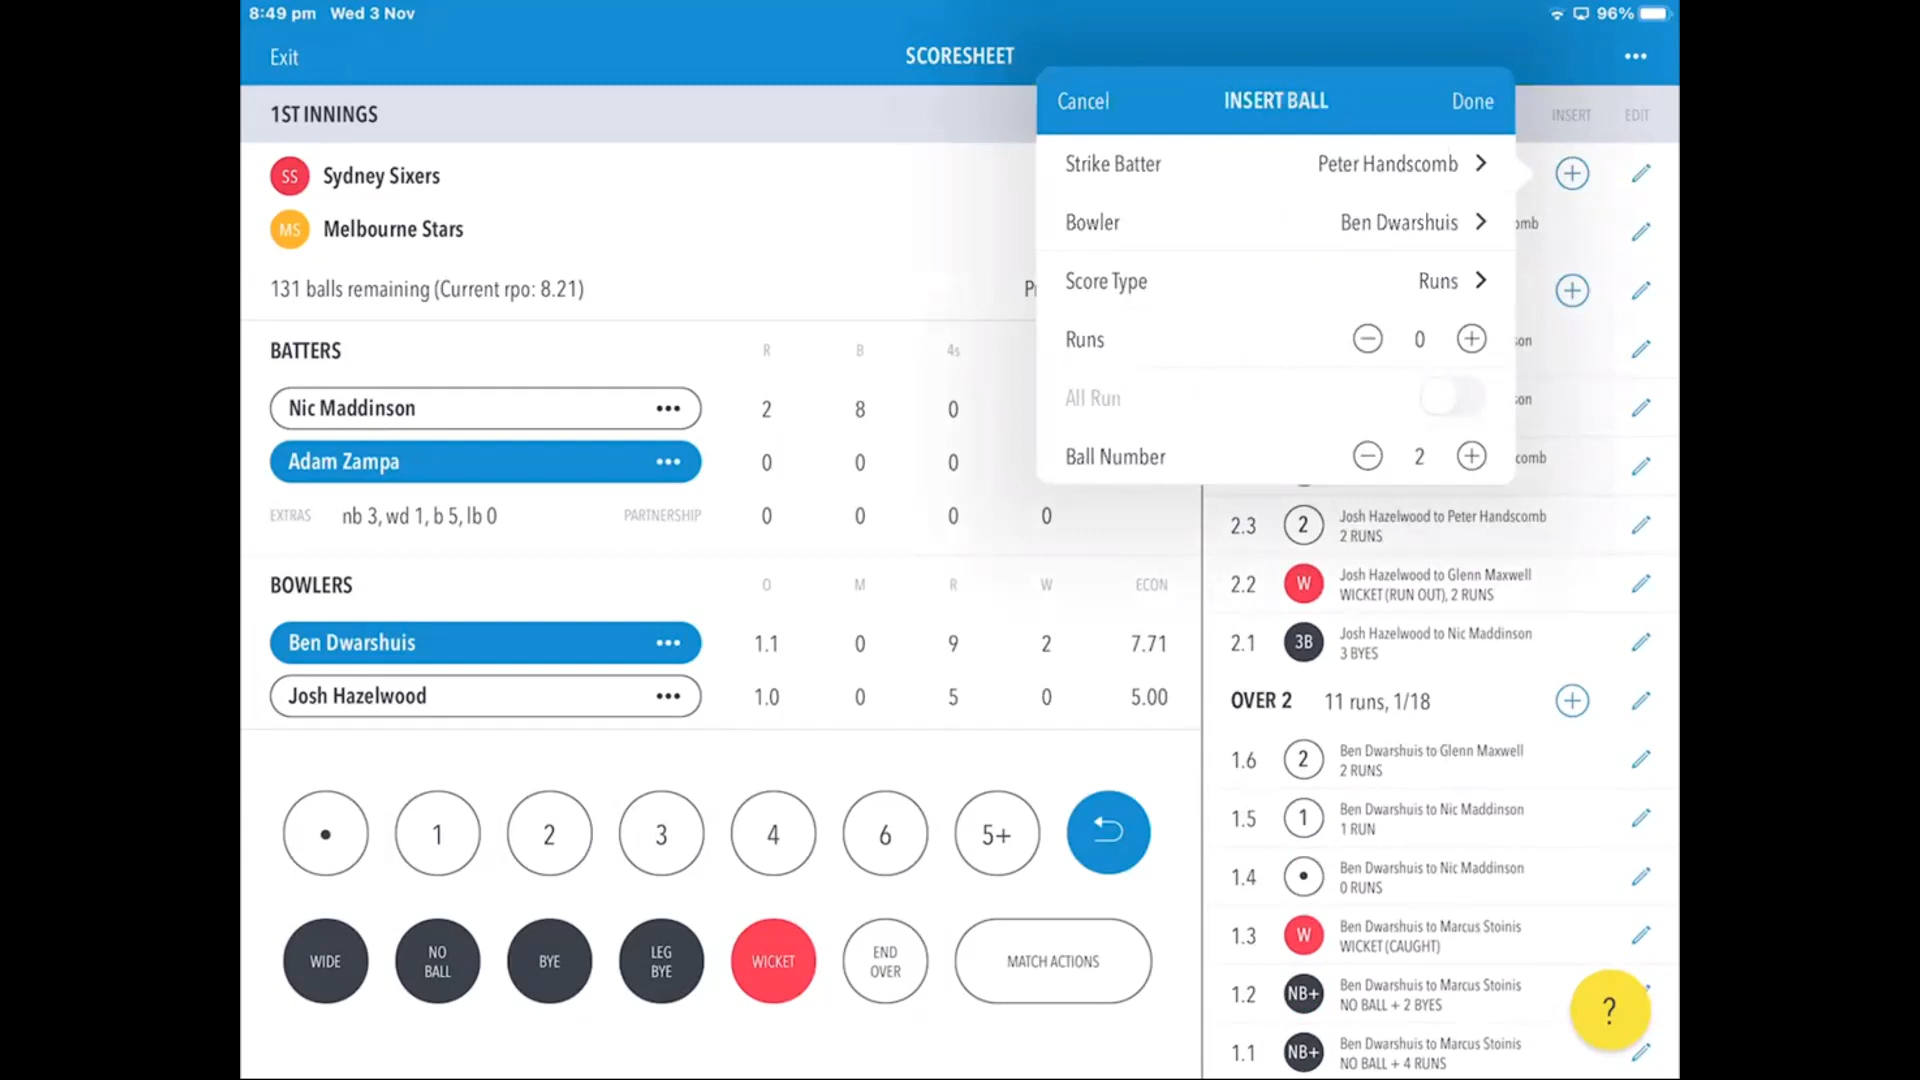 8:49 pm Wed 3 Nov
96%
Exit
SCORESHEET
1ST INNINGS
INSERT
EDIT
Cancel
INSERT BALL
Done
Strike Batter
Peter Handscomb
Bowler
Ben Dwarshuis
Score Type
Runs
Runs
0
All Run
Ball Number
2
SS
Sydney Sixers
MS
Melbourne Stars
131 balls remaining (Current rpo: 8.21)
BATTERS
R
B
4s
Nic Maddinson
2
8
0
Adam Zampa
0
0
0
EXTRAS
nb 3, wd 1, b 5, lb 0
PARTNERSHIP
0
0
0
0
BOWLERS
O
M
R
W
ECON
Ben Dwarshuis
1.1
0
9
2
7.71
Josh Hazelwood
1.0
0
5
0
5.00
1
2
3
4
6
5+
WIDE
NO
BALL
BYE
LEG
BYE
WICKET
END
OVER
MATCH ACTIONS
2.3
2
Josh Hazelwood to Peter Handscomb
2 RUNS
2.2
W
Josh Hazelwood to Glenn Maxwell
WICKET (RUN OUT), 2 RUNS
2.1
3B
Josh Hazelwood to Nic Maddinson
3 BYES
OVER 2
11 runs, 1/18
1.6
2
Ben Dwarshuis to Glenn Maxwell
2 RUNS
1.5
1
Ben Dwarshuis to Nic Maddinson
1 RUN
1.4
Ben Dwarshuis to Nic Maddinson
0 RUNS
1.3
W
Ben Dwarshuis to Marcus Stoinis
WICKET (CAUGHT)
1.2
NB+
Ben Dwarshuis to Marcus Stoinis
NO BALL + 2 BYES
1.1
NB+
Ben Dwarshuis to Marcus Stoinis
NO BALL + 4 RUNS
?